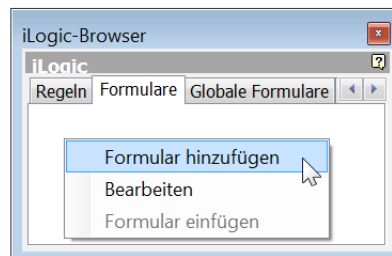 iLogic-Browser
iLogic
Regeln Formulare Globale Formulare
Formular hinzufügen
Bearbeiten
Formular einfügen